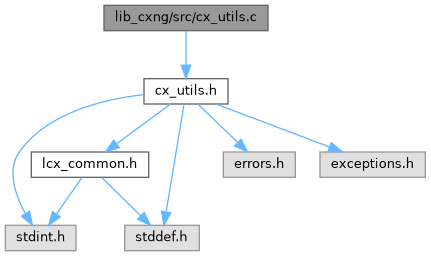 lib_cxng/src/cx_utils.c
cx_utils.h
lcx_common.h
errors.h
exceptions.h
stdint.h
stddef.h